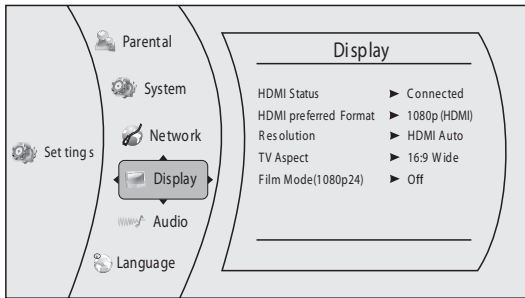 Settings
Parental
System
Network
Display
Audio
Language
Display
HDMI Status ► Connected
HDMI preferred Format ► 1080p (HDMI)
Resolution ► HDMI Auto
TV Aspect ► 16:9 Wide
Film Mode(1080p24) ► Off